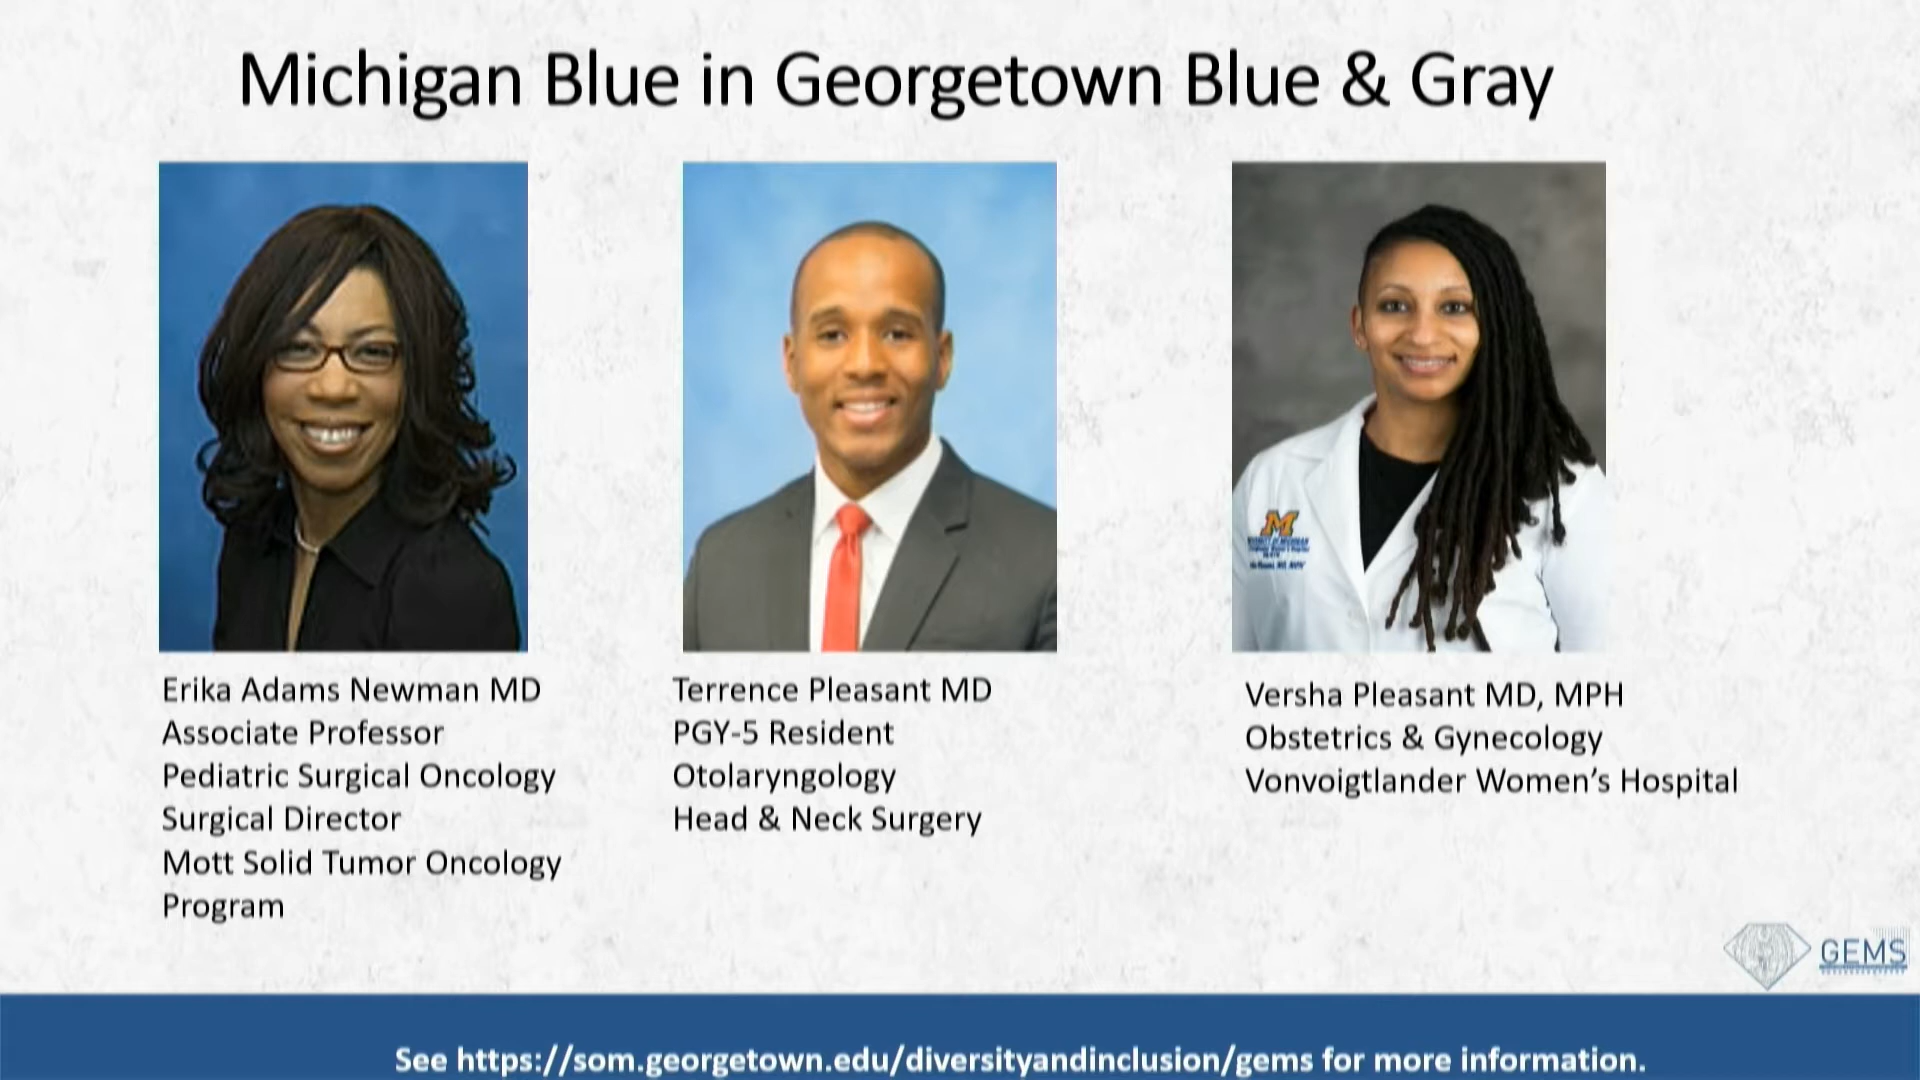 Michigan Blue in Georgetown Blue & Gray
Erika Adams Newman MD
Associate Professor
Pediatric Surgical Oncology
Surgical Director
Mott Solid Tumor Oncology
Program
Terrence Pleasant MD
PGY-5 Resident
Otolaryngology
Head & Neck Surgery
M
Versha Pleasant MD, MPH
Obstetrics & Gynecology
Vonvoigtlander Women’s Hospital
GEMS
See https://som.georgetown.edu/diversityandinclusion/gems for more information.